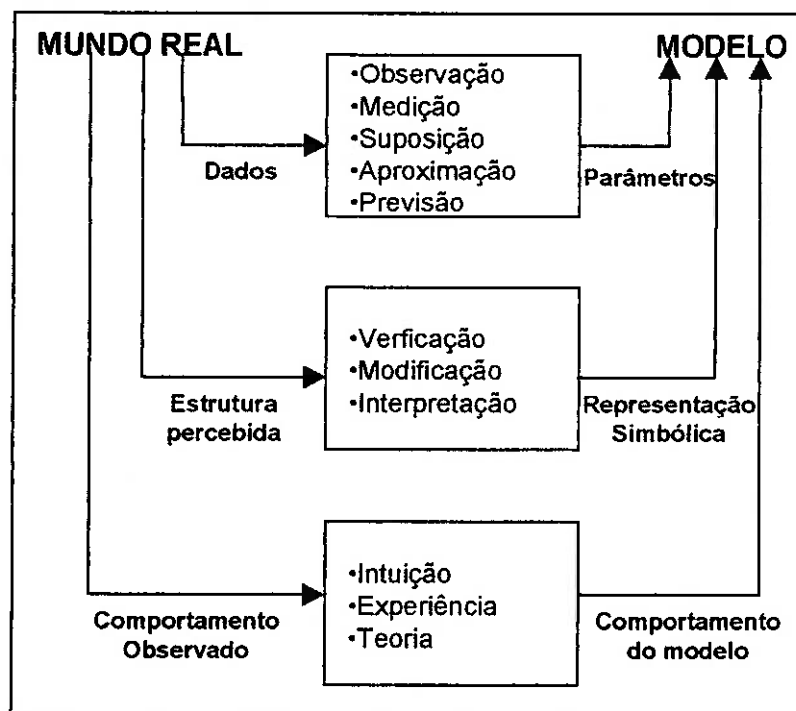 MUNDO REAL
MODELO
•Observação
•Medição
•Suposição
•Aproximação
•Previsão
Dados
Parâmetros
•Verficação
•Modificação
•Interpretação
Estrutura
percebida
Representação
Simbólica
•Intuição
•Experiência
•Teoria
Comportamento
Observado
Comportamento
do modelo